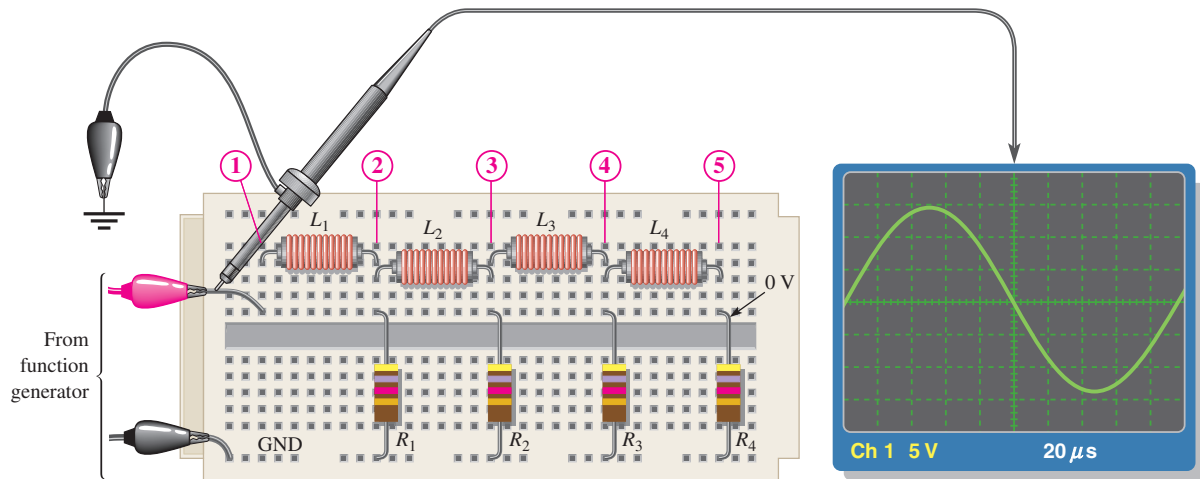 1 2 3 4 5
L1 L2 L3 L4
0 V
From
function
generator
GND
R1 R2 R3 R4
Ch 1 5 V 20 μs